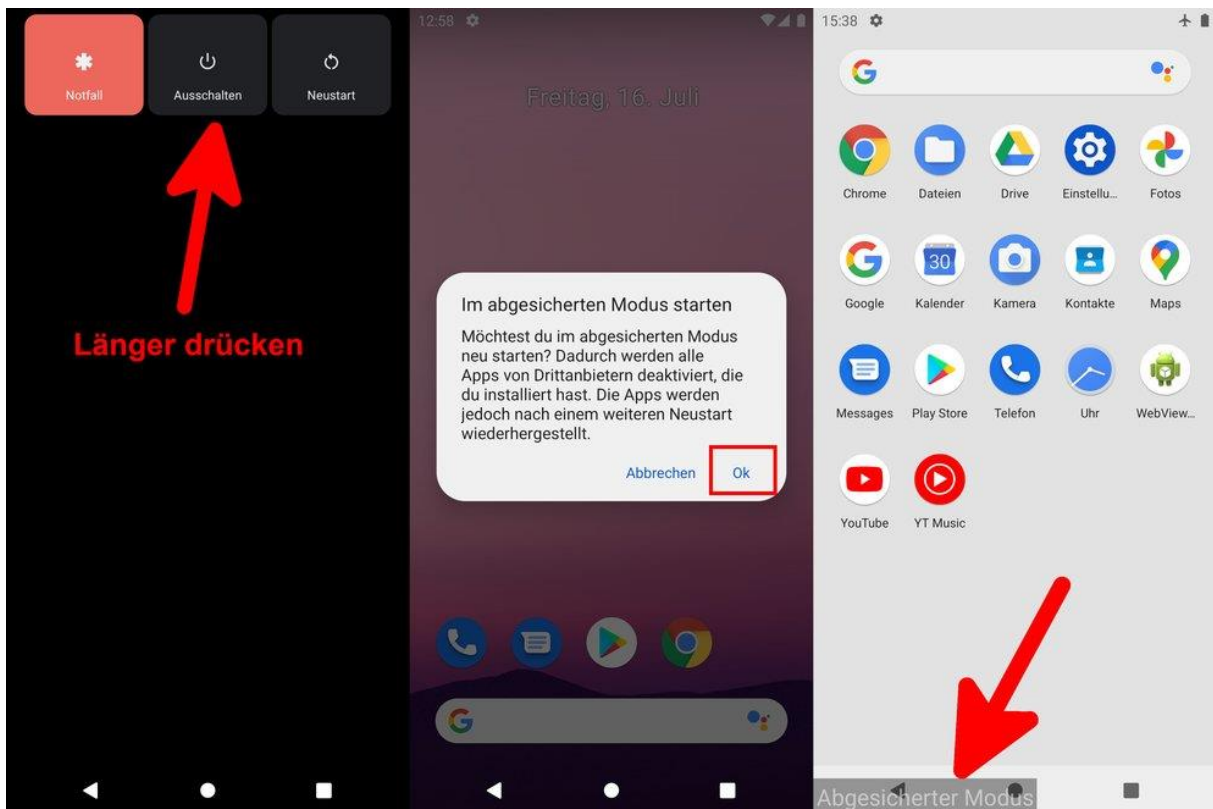 Notfall
Ausschalten
Neustart
Länger drücken
12:58
Freitag, 16. Juli
Im abgesicherten Modus starten
Möchtest du im abgesicherten Modus
neu starten? Dadurch werden alle
Apps von Drittanbietern deaktiviert, die
du installiert hast. Die Apps werden
jedoch nach einem weiteren Neustart
wiederhergestellt.
Abbrechen Ok
15:38
Chrome Dateien Drive Einstellu... Fotos
30
Google Kalender Kamera Kontakte Maps
Messages Play Store Telefon Uhr WebView...
YouTube YT Music
Abgesicherter Modus